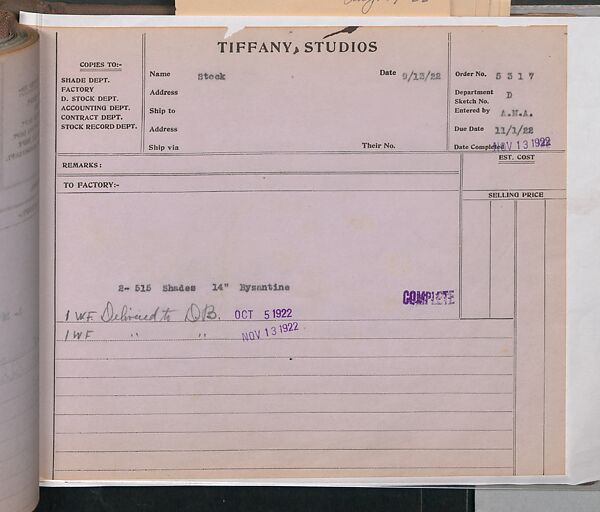 TIFFANY STUDIOS
COPIES TO:-
SHADE DEPT.
FACTORY
D. STOCK DEPT.
ACCOUNTING DEPT.
CONTRACT DEPT.
STOCK RECORD DEPT.
Name Stock Date 9/13/22
Address
Ship to
Address
Ship via Their No.
Order No. 5317
Department D
Sketch No.
Entered by A.N.A.
Due Date 11/1/22
Date Completed NOV 13 1922
REMARKS:
EST. COST
TO FACTORY:-
SELLING PRICE
2- 515 Shades 14" Bysantine
COMPLETE
1 W.F. Delivered to DB. OCT 5 1922
1 WF " " NOV 13 1922